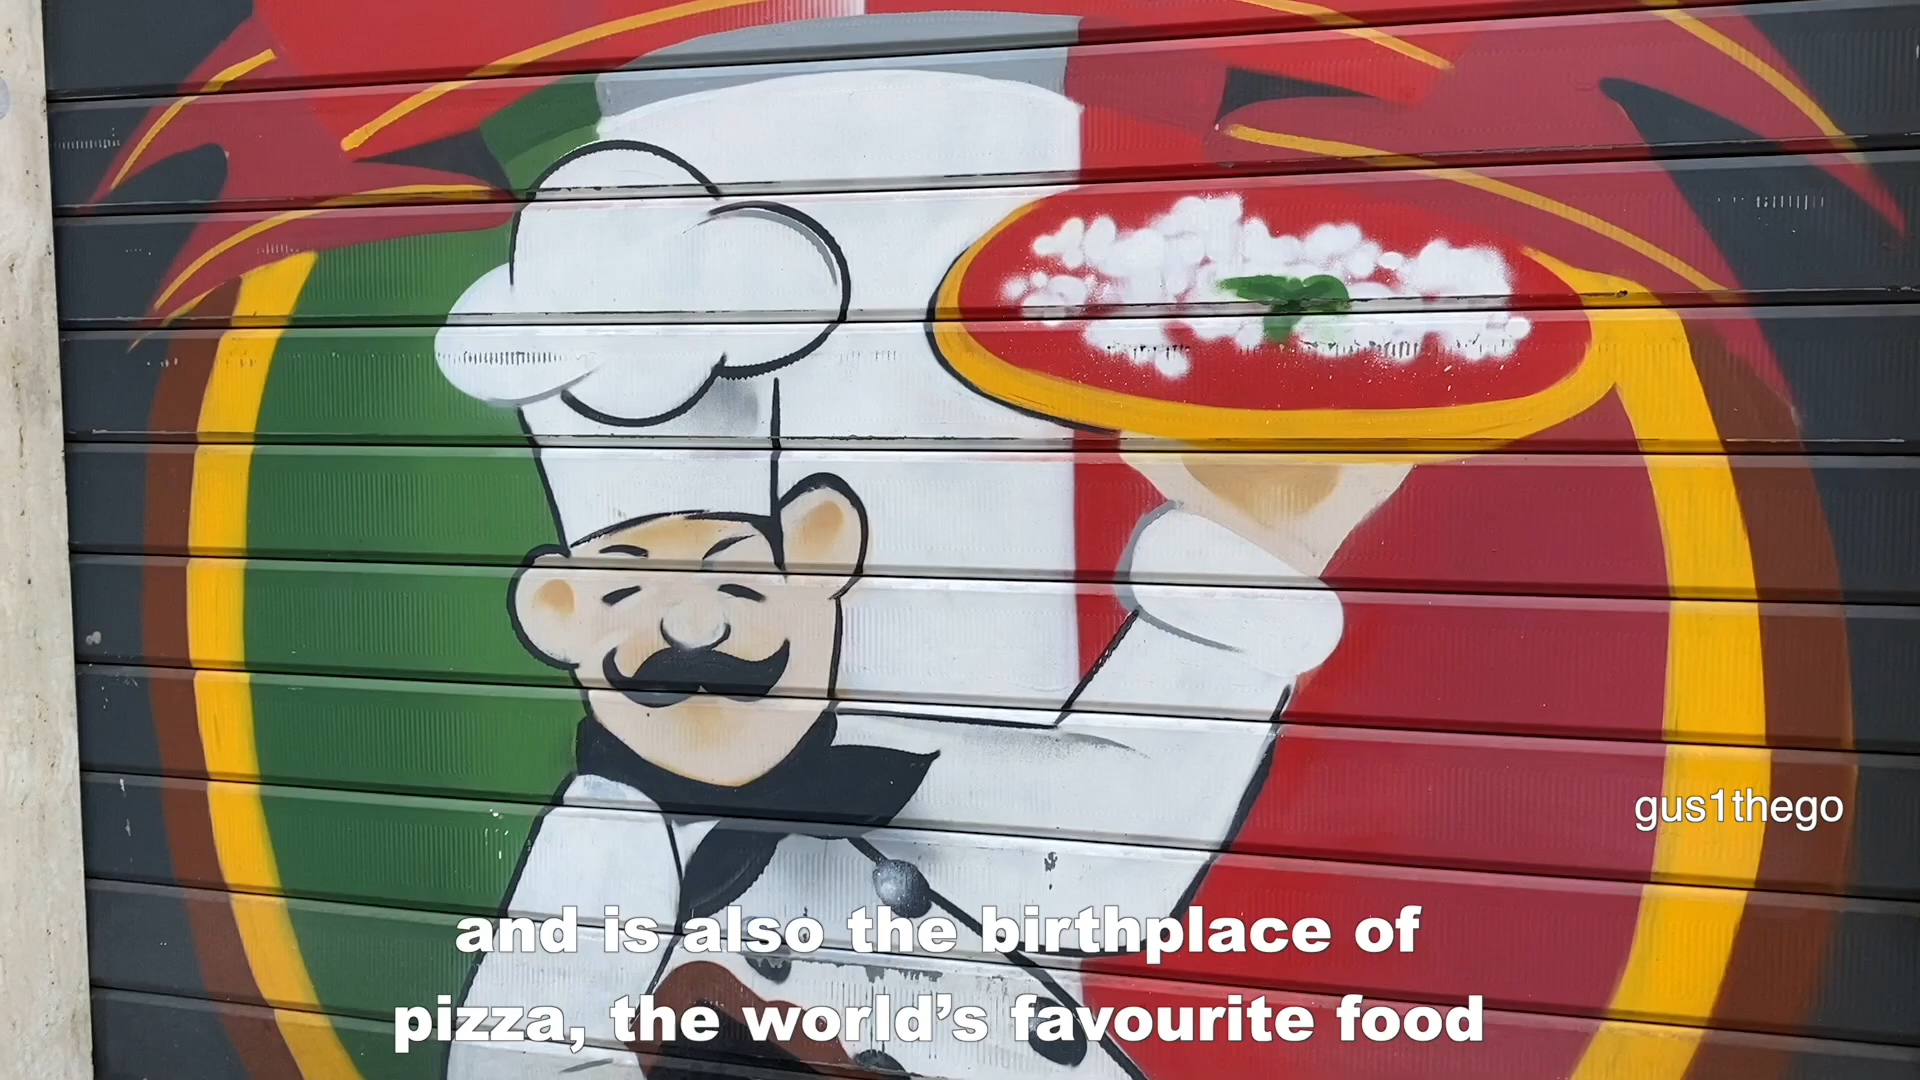 gus1thego
and is also the birthplace of
pizza, the world’s favourite food